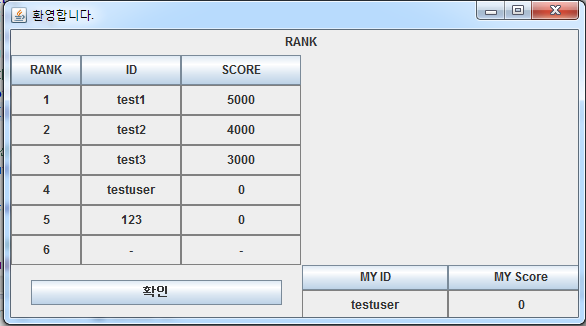 환영합니다.
RANK
RANK ID SCORE
1 test1 5000
2 test2 4000
3 test3 3000
4 testuser 0
5 123 0
6 - -
MY ID MY Score
확인
testuser 0